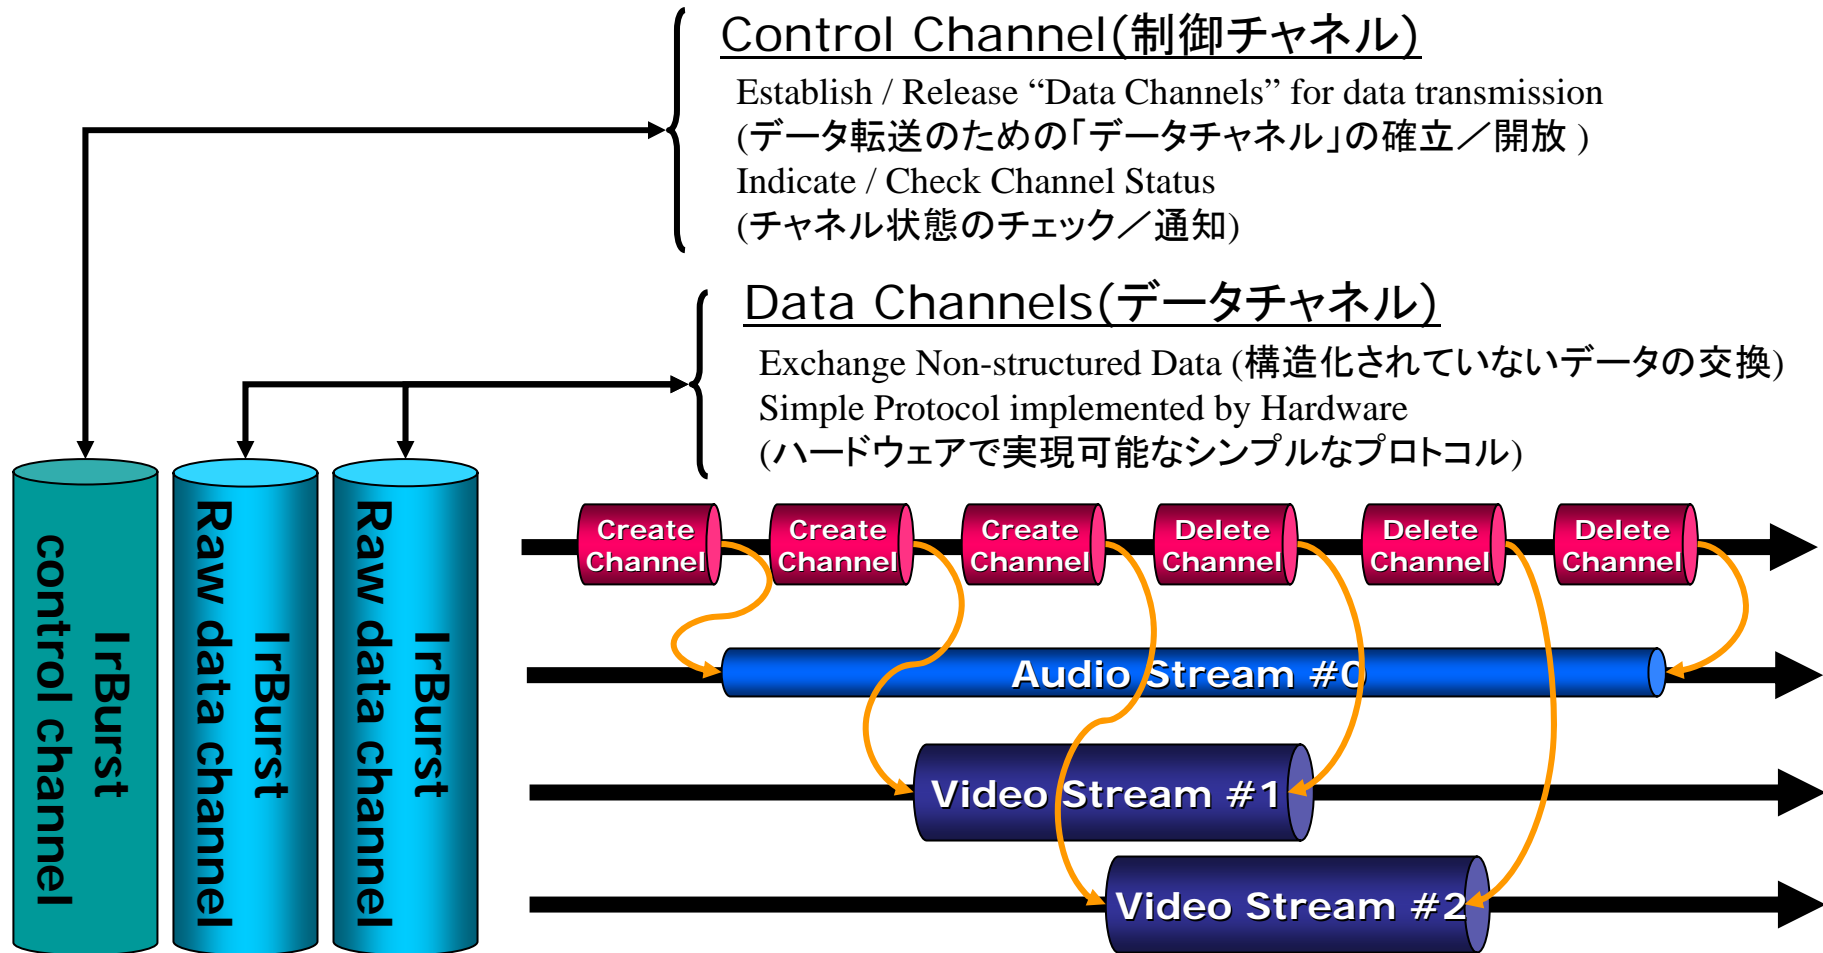 Control Channel(制御チャネル)
Establish / Release “Data Channels” for data transmission
(データ転送のための「データチャネル」の確立／開放 )
Indicate / Check Channel Status
(チャネル状態のチェック／通知)
Data Channels(データチャネル)
Exchange Non-structured Data (構造化されていないデータの交換)
Simple Protocol implemented by Hardware
(ハードウェアで実現可能なシンプルなプロトコル)
IrBurst
control channel
IrBurst
Raw data channel
IrBurst
Raw data channel
Create
Channel
Create
Channel
Create
Channel
Delete
Channel
Delete
Channel
Delete
Channel
Audio Stream #0
Video Stream #1
Video Stream #2